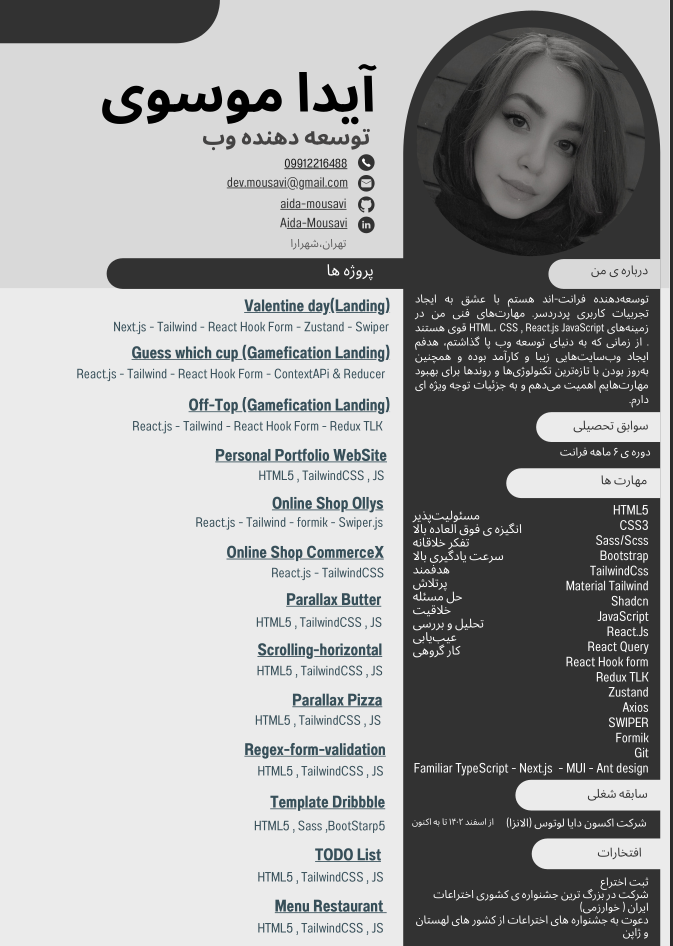 آیدا موسوی
توسعه دهنده وب
09912216488
dev.mousavi@gmail.com
aida-mousavi
Aida-Mousavi
تهران،شهرارا
درباره ی من
توسعه‌دهنده فرانت-اند هستم با عشق به ایجاد
تجربیات کاربری پردردسر. مهارت‌های فنی من در
زمینه‌های HTML، CSS , React.js JavaScript قوی هستند
. از زمانی که به دنیای توسعه وب پا گذاشتم، هدفم
ایجاد وب‌سایت‌هایی زیبا و کارآمد بوده و همچنین
به‌روز بودن با تازه‌ترین تکنولوژی‌ها و روندها برای بهبود
مهارت‌هایم اهمیت می‌دهم و به جزئیات توجه ویژه ای
دارم.
سوابق تحصیلی
دوره ی ۶ ماهه فرانت
مهارت ها
HTML5
CSS3
Sass/Scss
Bootstrap
TailwindCss
Material Tailwind
Shadcn
JavaScript
React.Js
React Query
React Hook form
Redux TLK
Zustand
Axios
SWIPER
Formik
Git
Familiar TypeScript - Next.js - MUI - Ant design
مسئولیت‌پذیر
انگیزه ی فوق العاده بالا
تفکر خلاقانه
سرعت یادگیری بالا
هدفمند
پرتلاش
حل مسئله
خلاقیت
تحلیل و بررسی
عیب‌یابی
کار گروهی
سابقه شغلی
شرکت اکسون دایا لوتوس (الانزا) از اسفند ۱۴۰۲ تا به اکنون
افتخارات
ثبت اختراع
شرکت در بزرگ ترین جشنواره ی کشوری اختراعات
ایران ( خوارزمی)
دعوت به جشنواره های اختراعات از کشور های لهستان
و ژاپن
پروژه ها
Valentine day(Landing)
Next.js - Tailwind - React Hook Form - Zustand - Swiper
Guess which cup (Gamefication Landing)
React.js - Tailwind - React Hook Form - ContextAPi & Reducer
Off-Top (Gamefication Landing)
React.js - Tailwind - React Hook Form - Redux TLK
Personal Portfolio WebSite
HTML5 , TailwindCSS , JS
Online Shop Ollys
React.js - Tailwind - formik - Swiper.js
Online Shop CommerceX
React.js - TailwindCSS
Parallax Butter
HTML5 , TailwindCSS , JS
Scrolling-horizontal
HTML5 , TailwindCSS , JS
Parallax Pizza
HTML5 , TailwindCSS , JS
Regex-form-validation
HTML5 , TailwindCSS , JS
Template Dribbble
HTML5 , Sass ,BootStarp5
TODO List
HTML5 , TailwindCSS , JS
Menu Restaurant
HTML5 , TailwindCSS , JS